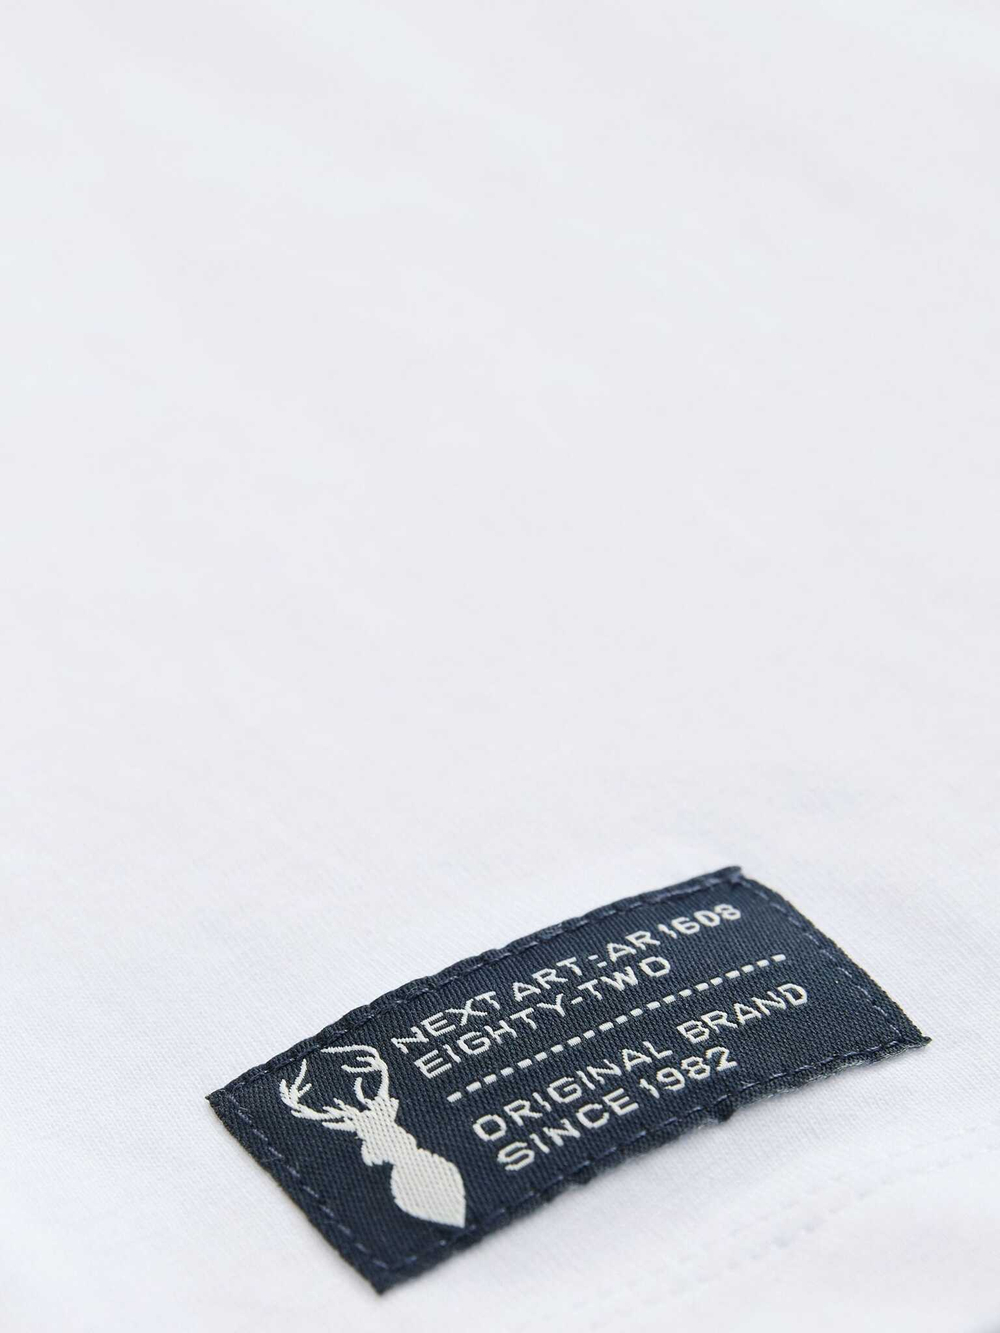 NEXT ART:AR1608
EIGHTY-TWO
ORIGINAL BRAND
SINCE 1982